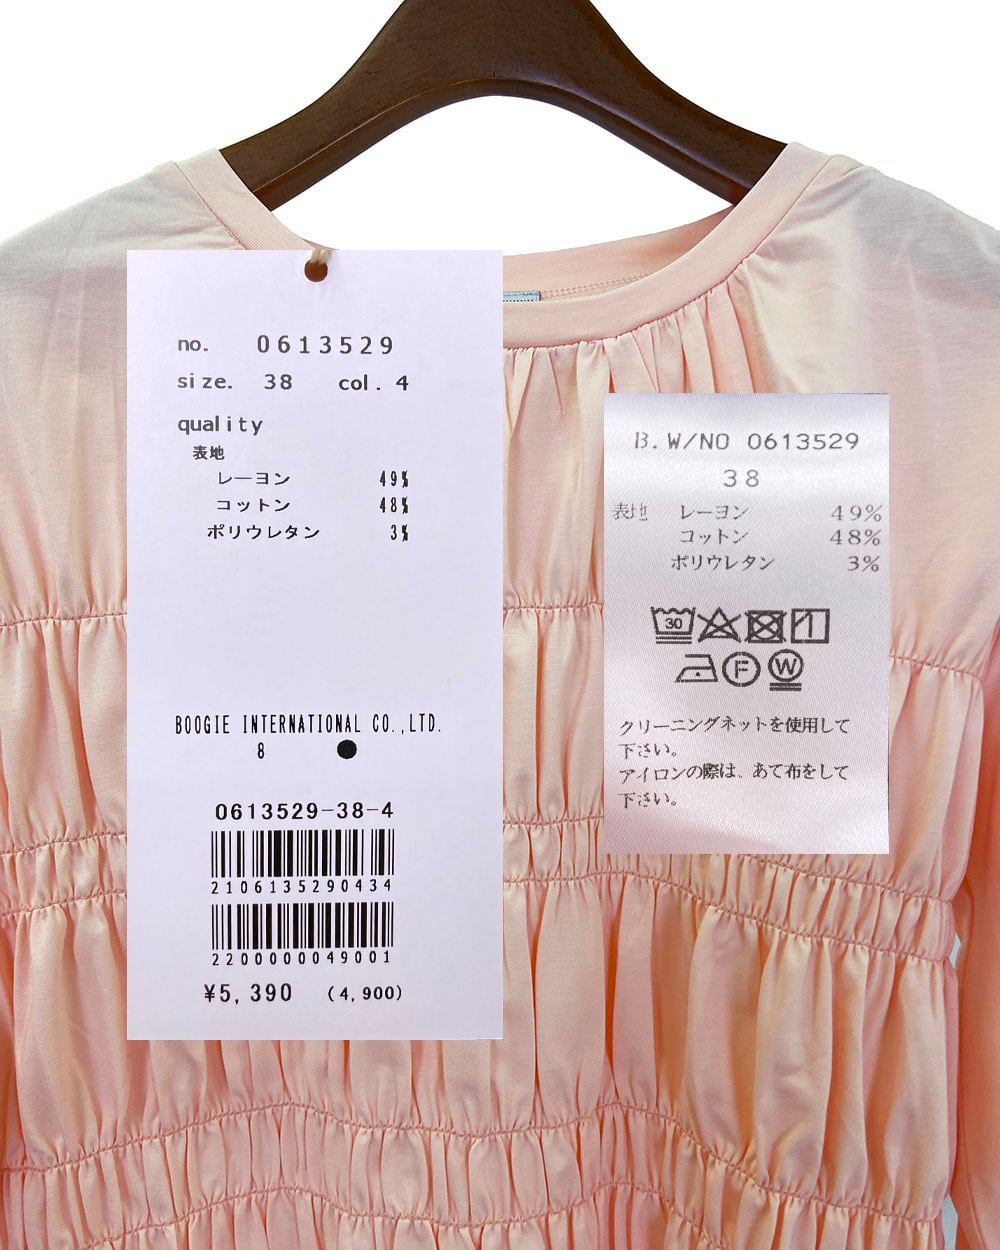 no. 0613529
size. 38 col. 4
quality
表地
レーヨン 49%
コットン 48%
ポリウレタン 3%
BOOGIE INTERNATIONAL CO.,LTD.
8
0613529-38-4
2106135290434
2200000049001
¥5,390 (4,900)
B.W/NO 0613529
38
表地 レーヨン 49%
コットン 48%
ポリウレタン 3%
30
F W
クリーニングネットを使用して
下さい。
アイロンの際は、あて布をして
下さい。